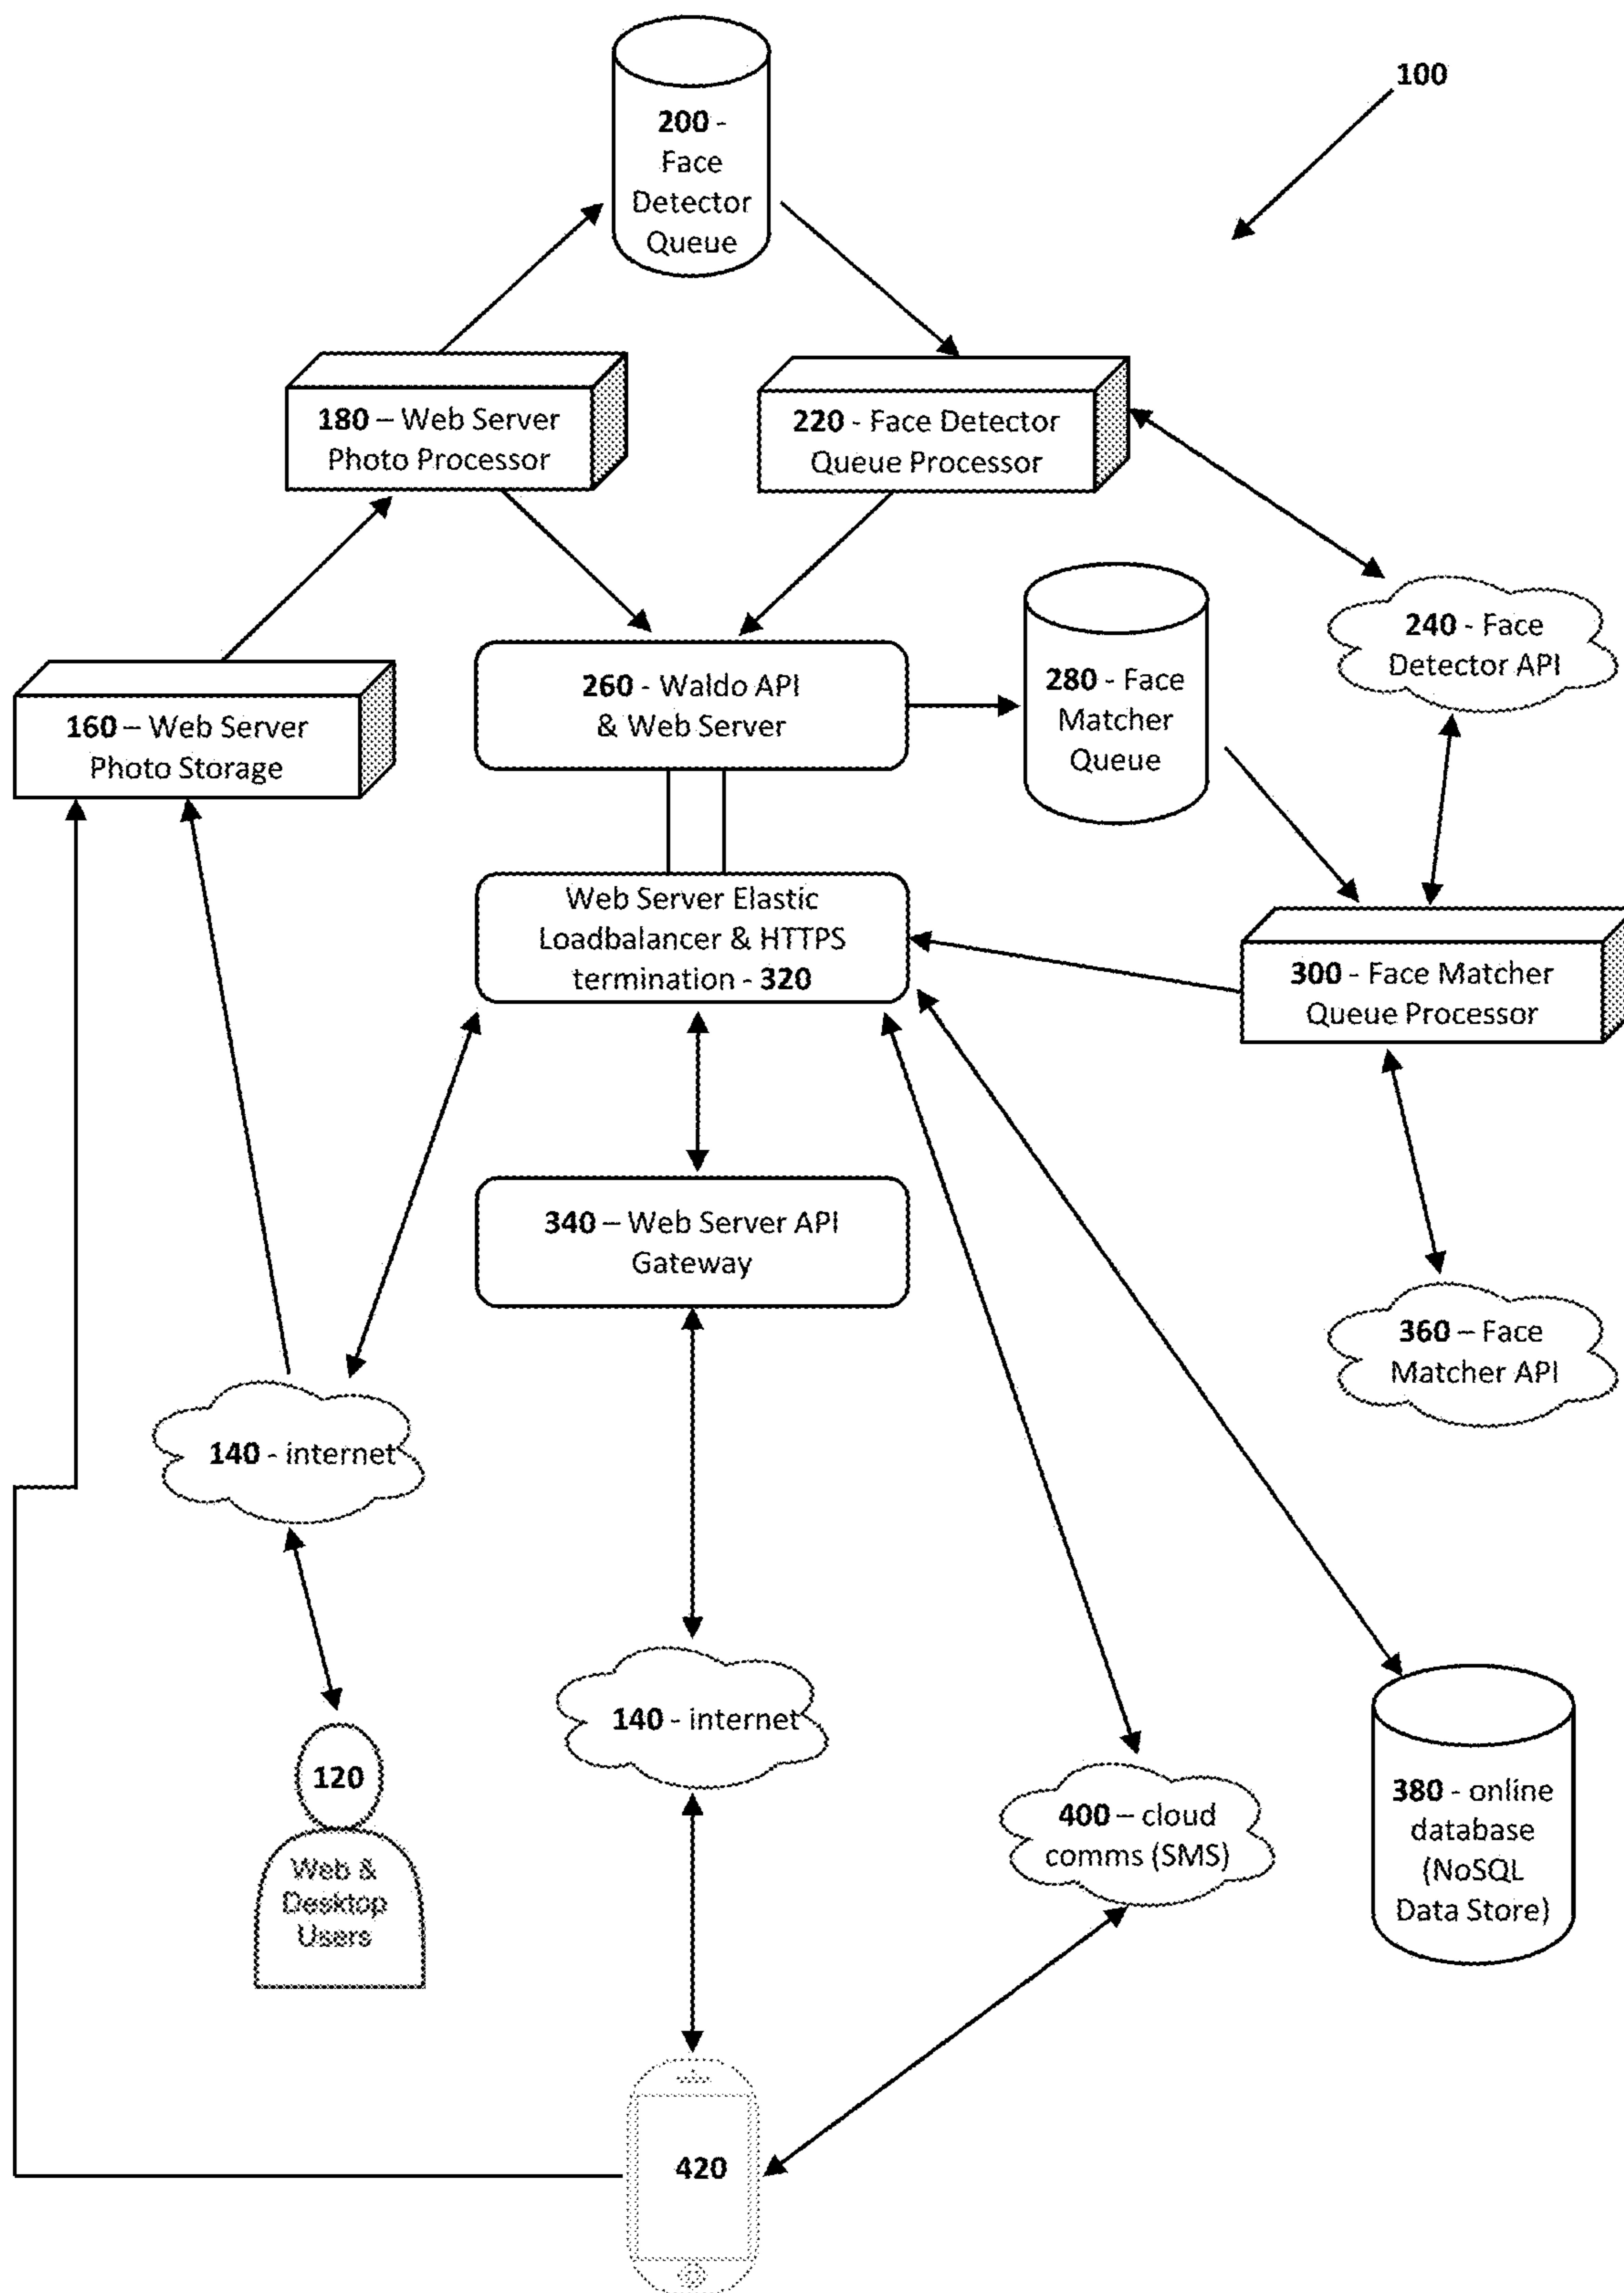 100
200 -
Face
Detector
Queue
180 – Web Server
Photo Processor
220 - Face Detector
Queue Processor
240 - Face
Detector API
260 - Waldo API
& Web Server
280 - Face
Matcher
Queue
160 – Web Server
Photo Storage
Web Server Elastic
Loadbalancer & HTTPS
termination - 320
300 - Face Matcher
Queue Processor
340 – Web Server API
Gateway
360 – Face
Matcher API
140 - internet
140 - internet
120
Web &
Desktop
Users
400 – cloud
comms (SMS)
380 - online
database
(NoSQL
Data Store)
420